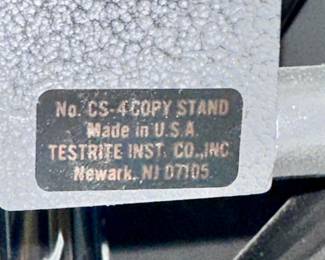 No. CS-4 COPY STAND
Made in U.S.A.
TESTRITE INST. CO.,INC
Newark, NJ 07105